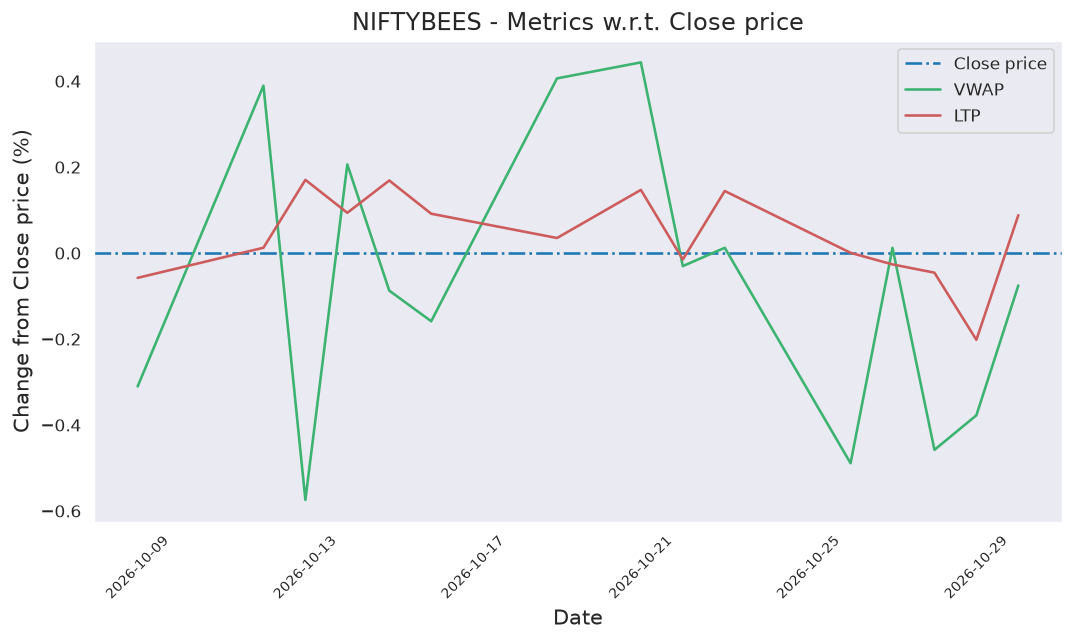 NIFTYBEES - Metrics w.r.t. Close price
Close price
VWAP
LTP
Change from Close price (%)
0.4
0.2
0.0
−0.2
−0.4
−0.6
2026-10-09
2026-10-13
2026-10-17
2026-10-21
2026-10-25
2026-10-29
Date